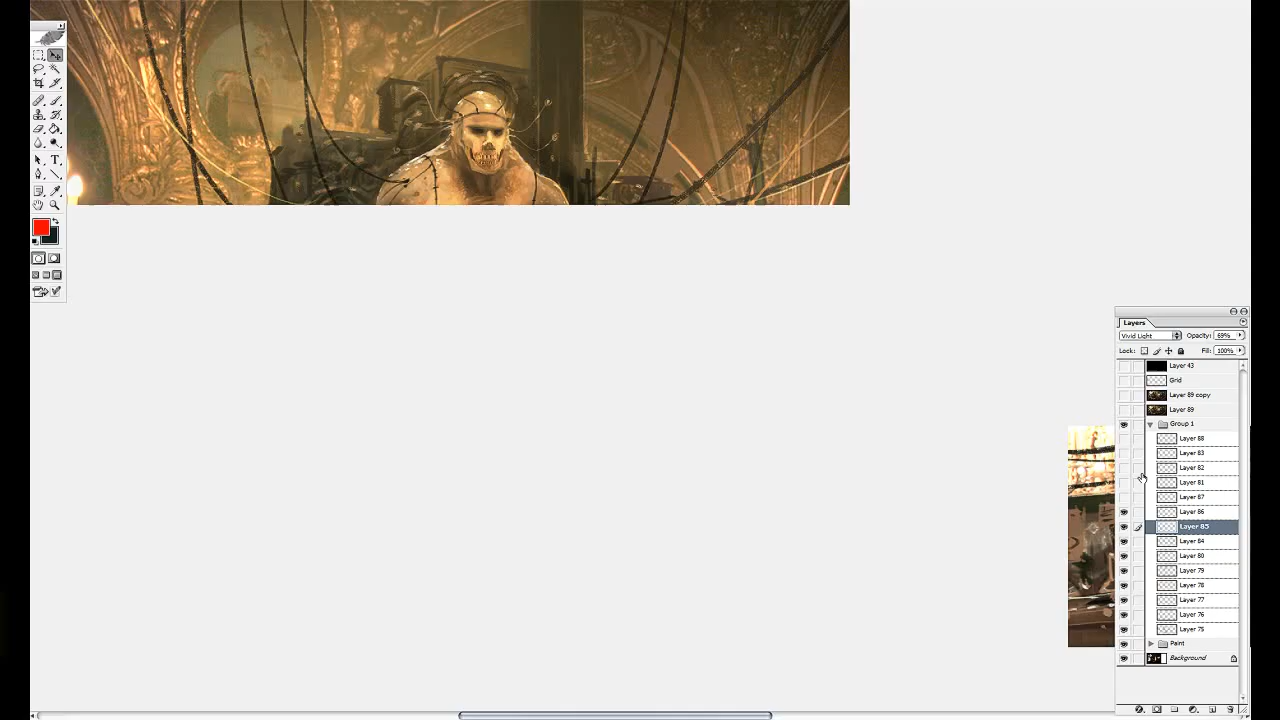 T
Layers
Vivid Light Opacity: 69%
Lock: Fill: 100%
Layer 43
Grid
Layer 89 copy
Layer 89
Group 1
Layer 88
Layer 83
Layer 82
Layer 81
Layer 87
Layer 86
Layer 85
Layer 84
Layer 80
Layer 79
Layer 78
Layer 77
Layer 76
Layer 75
Paint
Background